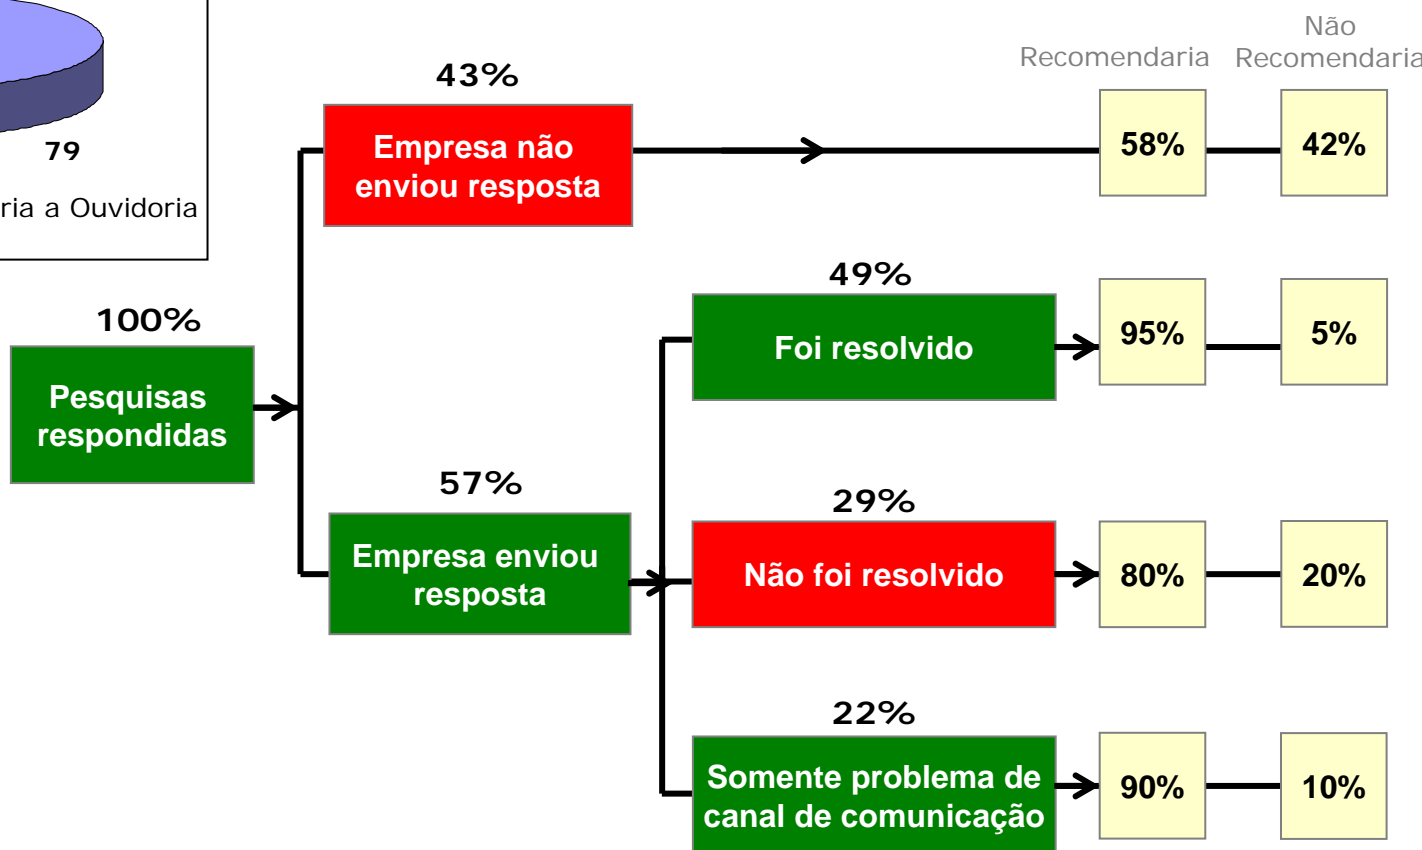 79
ria a Ouvidoria
100%
Pesquisas
respondidas
43%
Empresa não
enviou resposta
57%
Empresa enviou
resposta
49%
Foi resolvido
29%
Não foi resolvido
22%
Somente problema de
canal de comunicação
Recomendaria
Não
Recomendaria
58%
42%
95%
5%
80%
20%
90%
10%